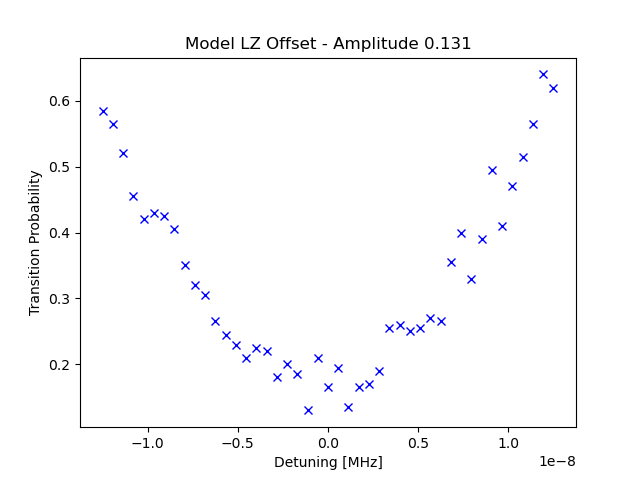 Model LZ Offset - Amplitude 0.131
Transition Probability
0.6
0.5
0.4
0.3
0.2
−1.0
−0.5
0.0
0.5
1.0
1e−8
Detuning [MHz]